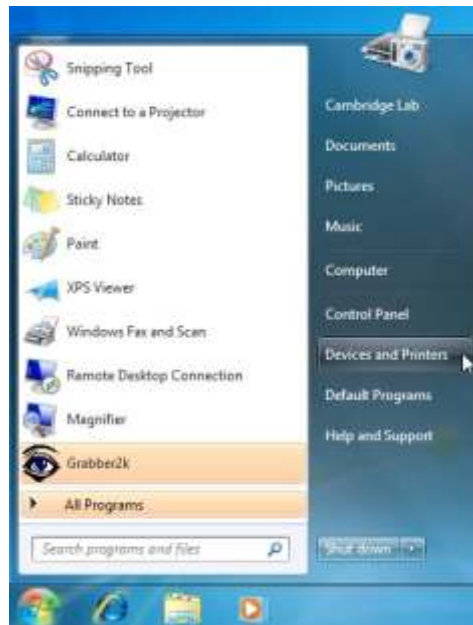 Snipping Tool
Connect to a Projector
Calculator
Sticky Notes
Paint
XPS Viewer
Windows Fax and Scan
Remote Desktop Connection
Magnifier
Grabber2k
All Programs
Search programs and files
Cambridge Lab
Documents
Pictures
Music
Computer
Control Panel
Devices and Printers
Default Programs
Help and Support
Shut down